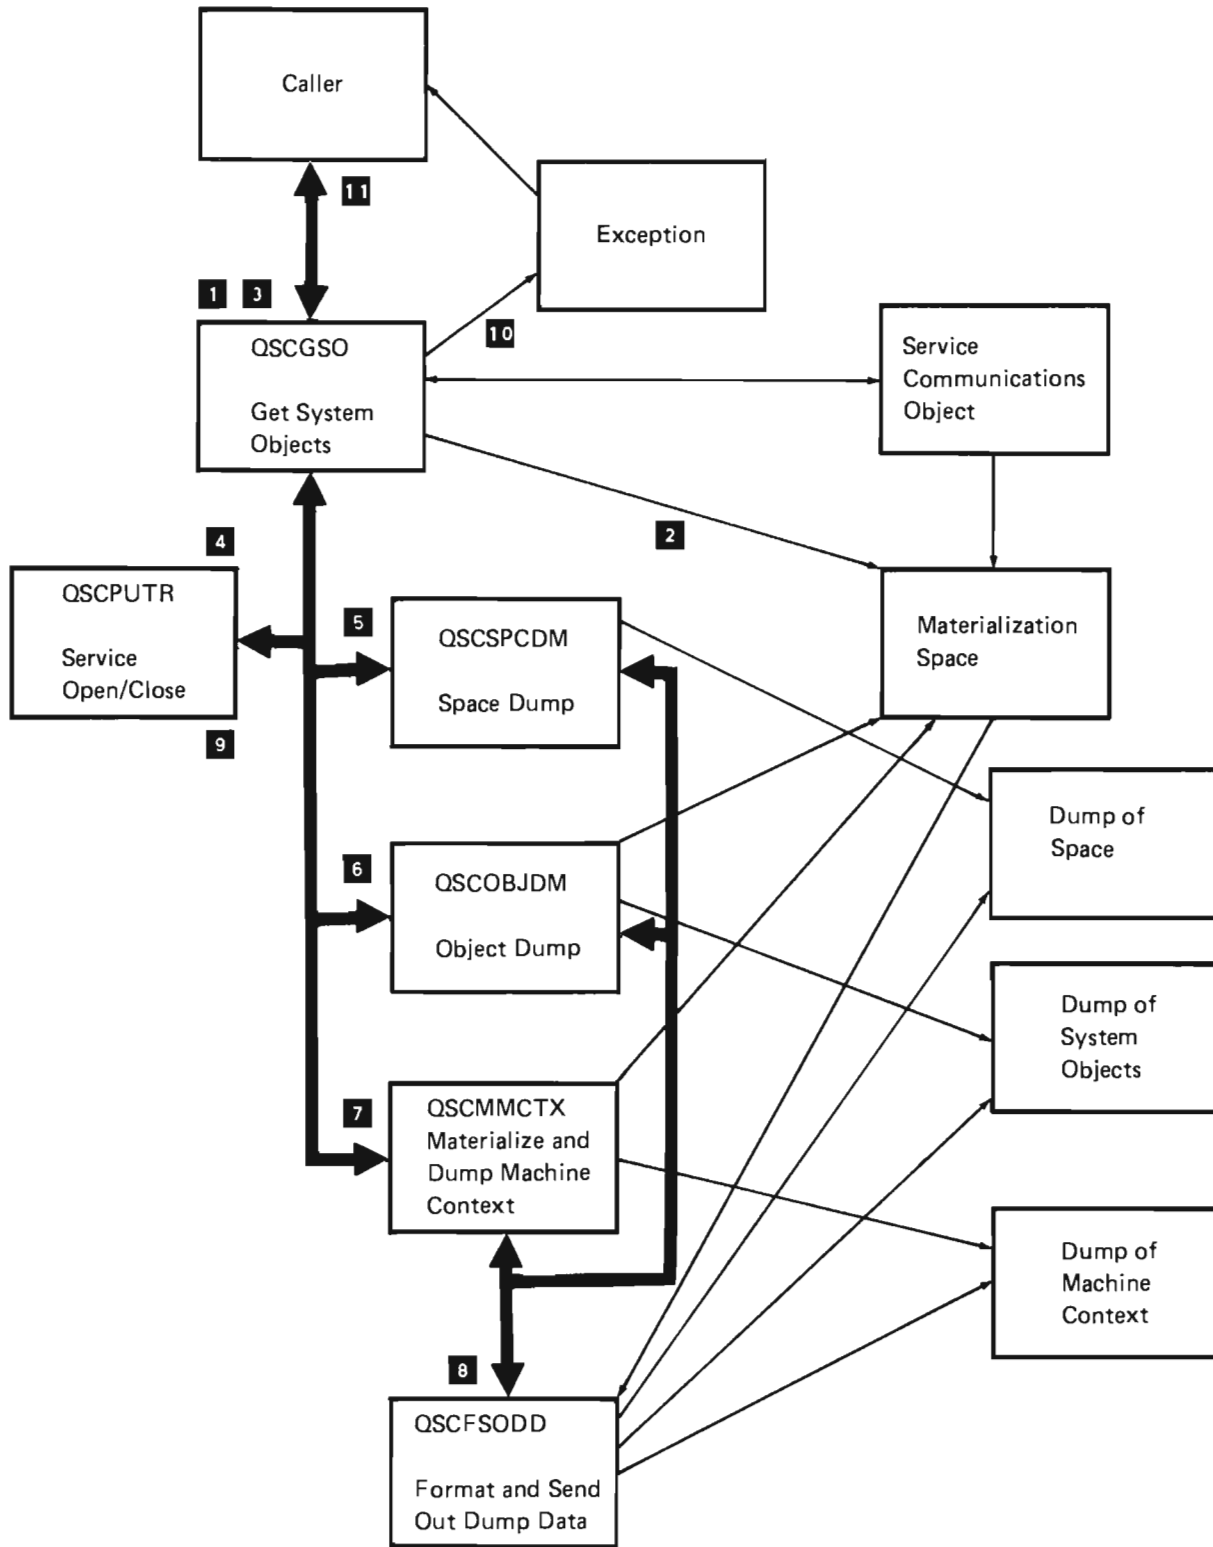 Caller
11
Exception
1 3
QSCGSO
10
Get System
Objects
Service
Communications
Object
2
4
QSCPUTR
Service
Open/Close
9
5
QSCSPCDM
Space Dump
Materialization
Space
Dump of
Space
6
QSCOBJDM
Object Dump
Dump of
System
Objects
7
QSCMMCTX
Materialize and
Dump Machine
Context
Dump of
Machine
Context
8
QSCFSODD
Format and Send
Out Dump Data